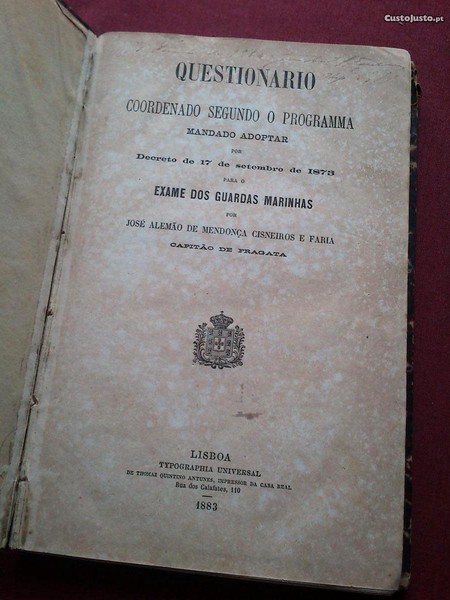 CustoJusto.pt
QUESTIONARIO
COORDENADO SEGUNDO O PROGRAMMA
MANDADO ADOPTAR
POR
Decreto de 17 de setembro de 1873
PARA O
EXAME DOS GUARDAS MARINHAS
POR
JOSÉ ALEMÃO DE MENDONÇA CISNEIROS E FARIA
CAPITÃO DE FRAGATA
LISBOA
TYPOGRAPHIA UNIVERSAL
DE THOMAZ QUINTINO ANTUNES, IMPRESSOR DA CASA REAL
Rua dos Calafates, 110
1883